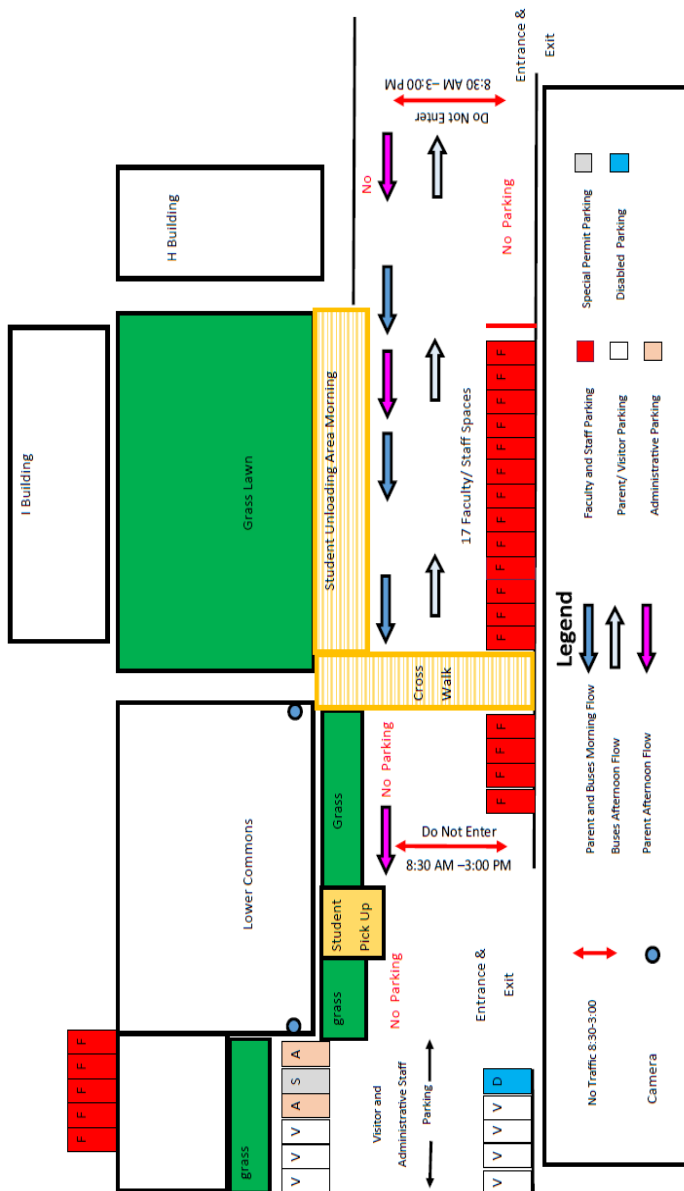 I Building
F F F F F
Lower Commons
Grass Lawn
H Building
grass
V V V A S A
grass
Student
Pick Up
Grass
Student Unloading Area Morning
Visitor and
Administrative Staff
Parking
No Parking
No Parking
No
Do Not Enter
8:30 AM –3:00 PM
Cross
Walk
8:30 AM –3:00 PM
Do Not Enter
17 Faculty/ Staff Spaces
Entrance &
Exit
No Parking
V V V V D
F F F F
F F F F F F F F F F F F F
Entrance &
Exit
Legend
No Traffic 8:30-3:00
Camera
Parent and Buses Morning Flow
Buses Afternoon Flow
Parent Afternoon Flow
Faculty and Staff Parking
Parent/ Visitor Parking
Administrative Parking
Special Permit Parking
Disabled Parking